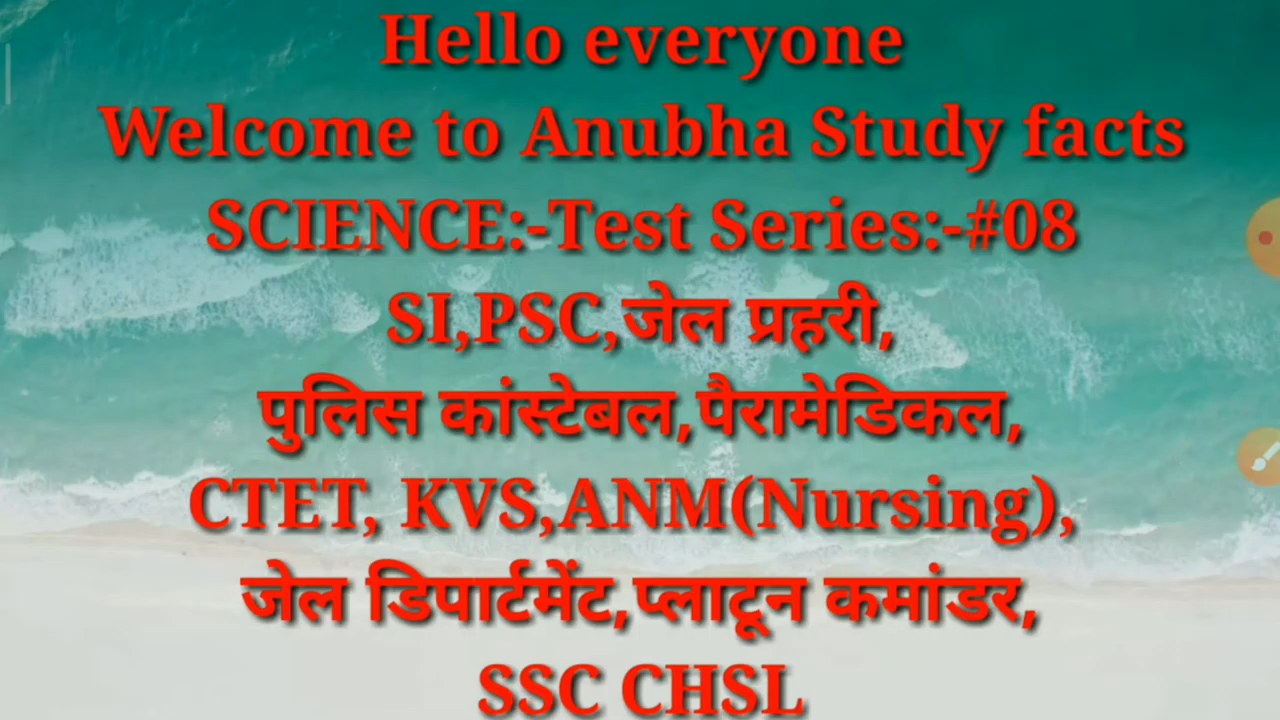 Hello everyone
Welcome to Anubha Study facts
SCIENCE:-Test Series:-#08
SI,PSC,जेल प्रहरी,
पुलिस कांस्टेबल,पैरामेडिकल,
CTET, KVS,ANM(Nursing),
जेल डिपार्टमेंट,प्लाटून कमांडर,
SSC CHSL